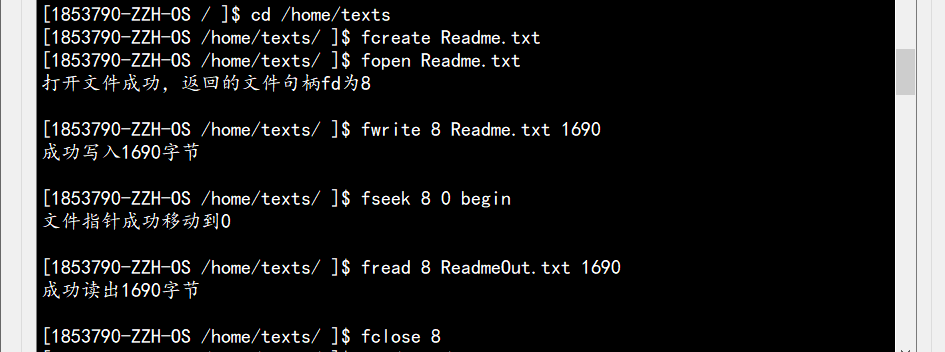 [1853790-ZZH-OS / ]$ cd /home/texts
[1853790-ZZH-OS /home/texts/ ]$ fcreate Readme.txt
[1853790-ZZH-OS /home/texts/ ]$ fopen Readme.txt
打开文件成功，返回的文件句柄fd为8
[1853790-ZZH-OS /home/texts/ ]$ fwrite 8 Readme.txt 1690
成功写入1690字节
[1853790-ZZH-OS /home/texts/ ]$ fseek 8 0 begin
文件指针成功移动到0
[1853790-ZZH-OS /home/texts/ ]$ fread 8 ReadmeOut.txt 1690
成功读出1690字节
[1853790-ZZH-OS /home/texts/ ]$ fclose 8